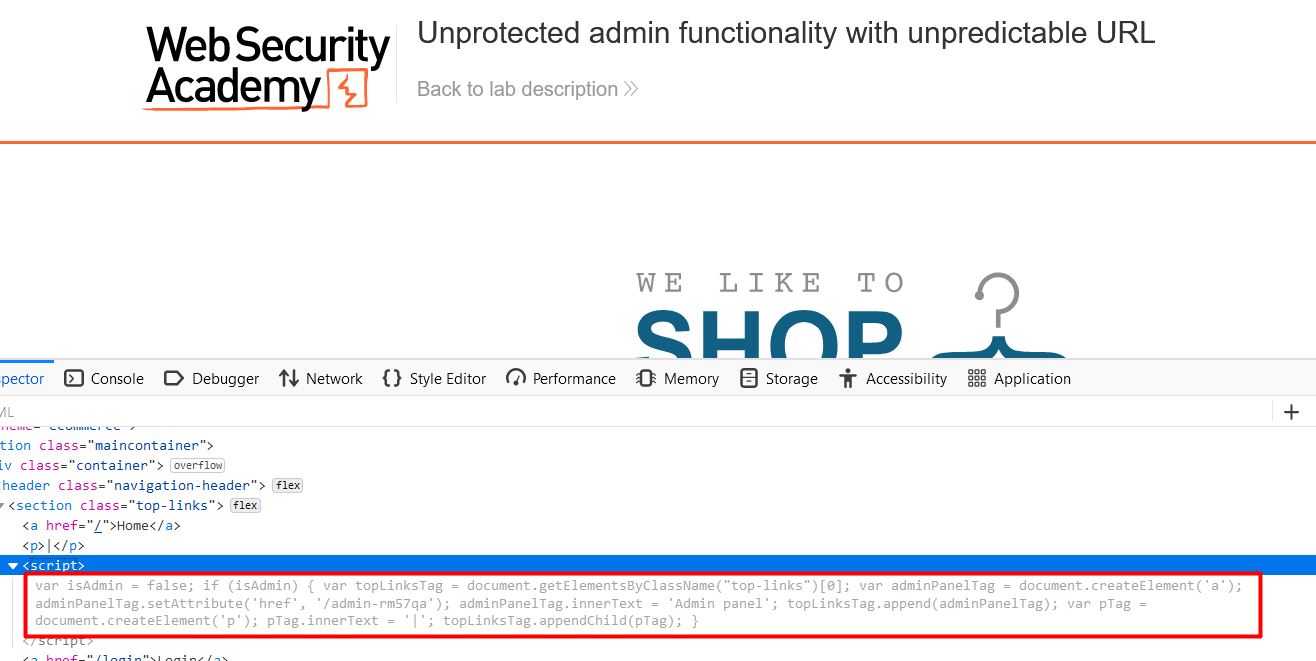 Web Security
Academy
Unprotected admin functionality with unpredictable URL
Back to lab description
WE LIKE TO
SHOP
?
pector Console Debugger Network Style Editor Performance Memory Storage Accessibility Application
ML +
tion class="maincontainer">
iv class="container"> overflow
header class="navigation-header"> flex
<section class="top-links"> flex
<a href="/">Home</a>
<p>|</p>
<script>
var isAdmin = false; if (isAdmin) { var topLinksTag = document.getElementsByClassName("top-links")[0]; var adminPanelTag = document.createElement('a');
adminPanelTag.setAttribute('href', '/admin-rm57qa'); adminPanelTag.innerText = 'Admin panel'; topLinksTag.append(adminPanelTag); var pTag =
document.createElement('p'); pTag.innerText = '|'; topLinksTag.appendChild(pTag); }
</script>
<a href="/login">Login</a>